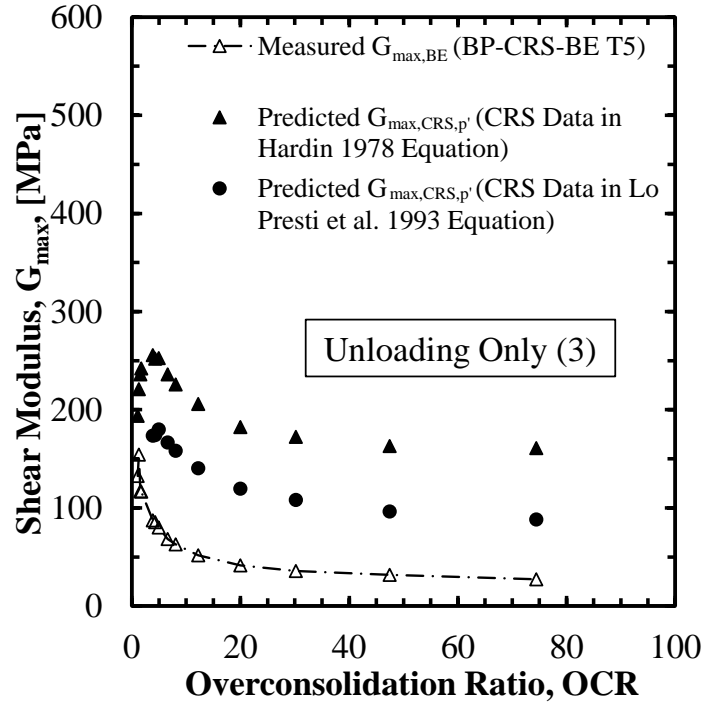 600
500
400
300
200
100
0
Shear Modulus, Gmax, [MPa]
Measured Gmax,BE (BP-CRS-BE T5)
Predicted Gmax,CRS,p' (CRS Data in
Hardin 1978 Equation)
Predicted Gmax,CRS,p' (CRS Data in Lo
Presti et al. 1993 Equation)
Unloading Only (3)
0 20 40 60 80 100
Overconsolidation Ratio, OCR